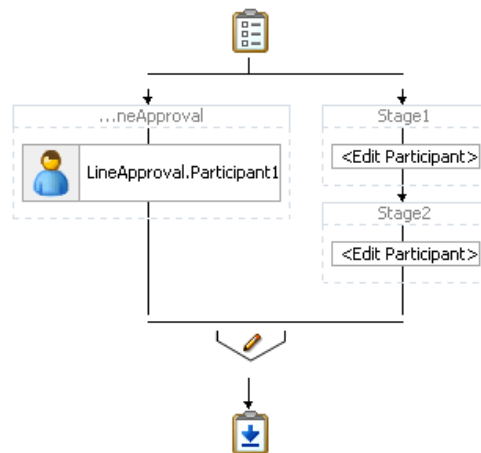 ...neApproval
LineApproval.Participant1
Stage1
<Edit Participant>
Stage2
<Edit Participant>